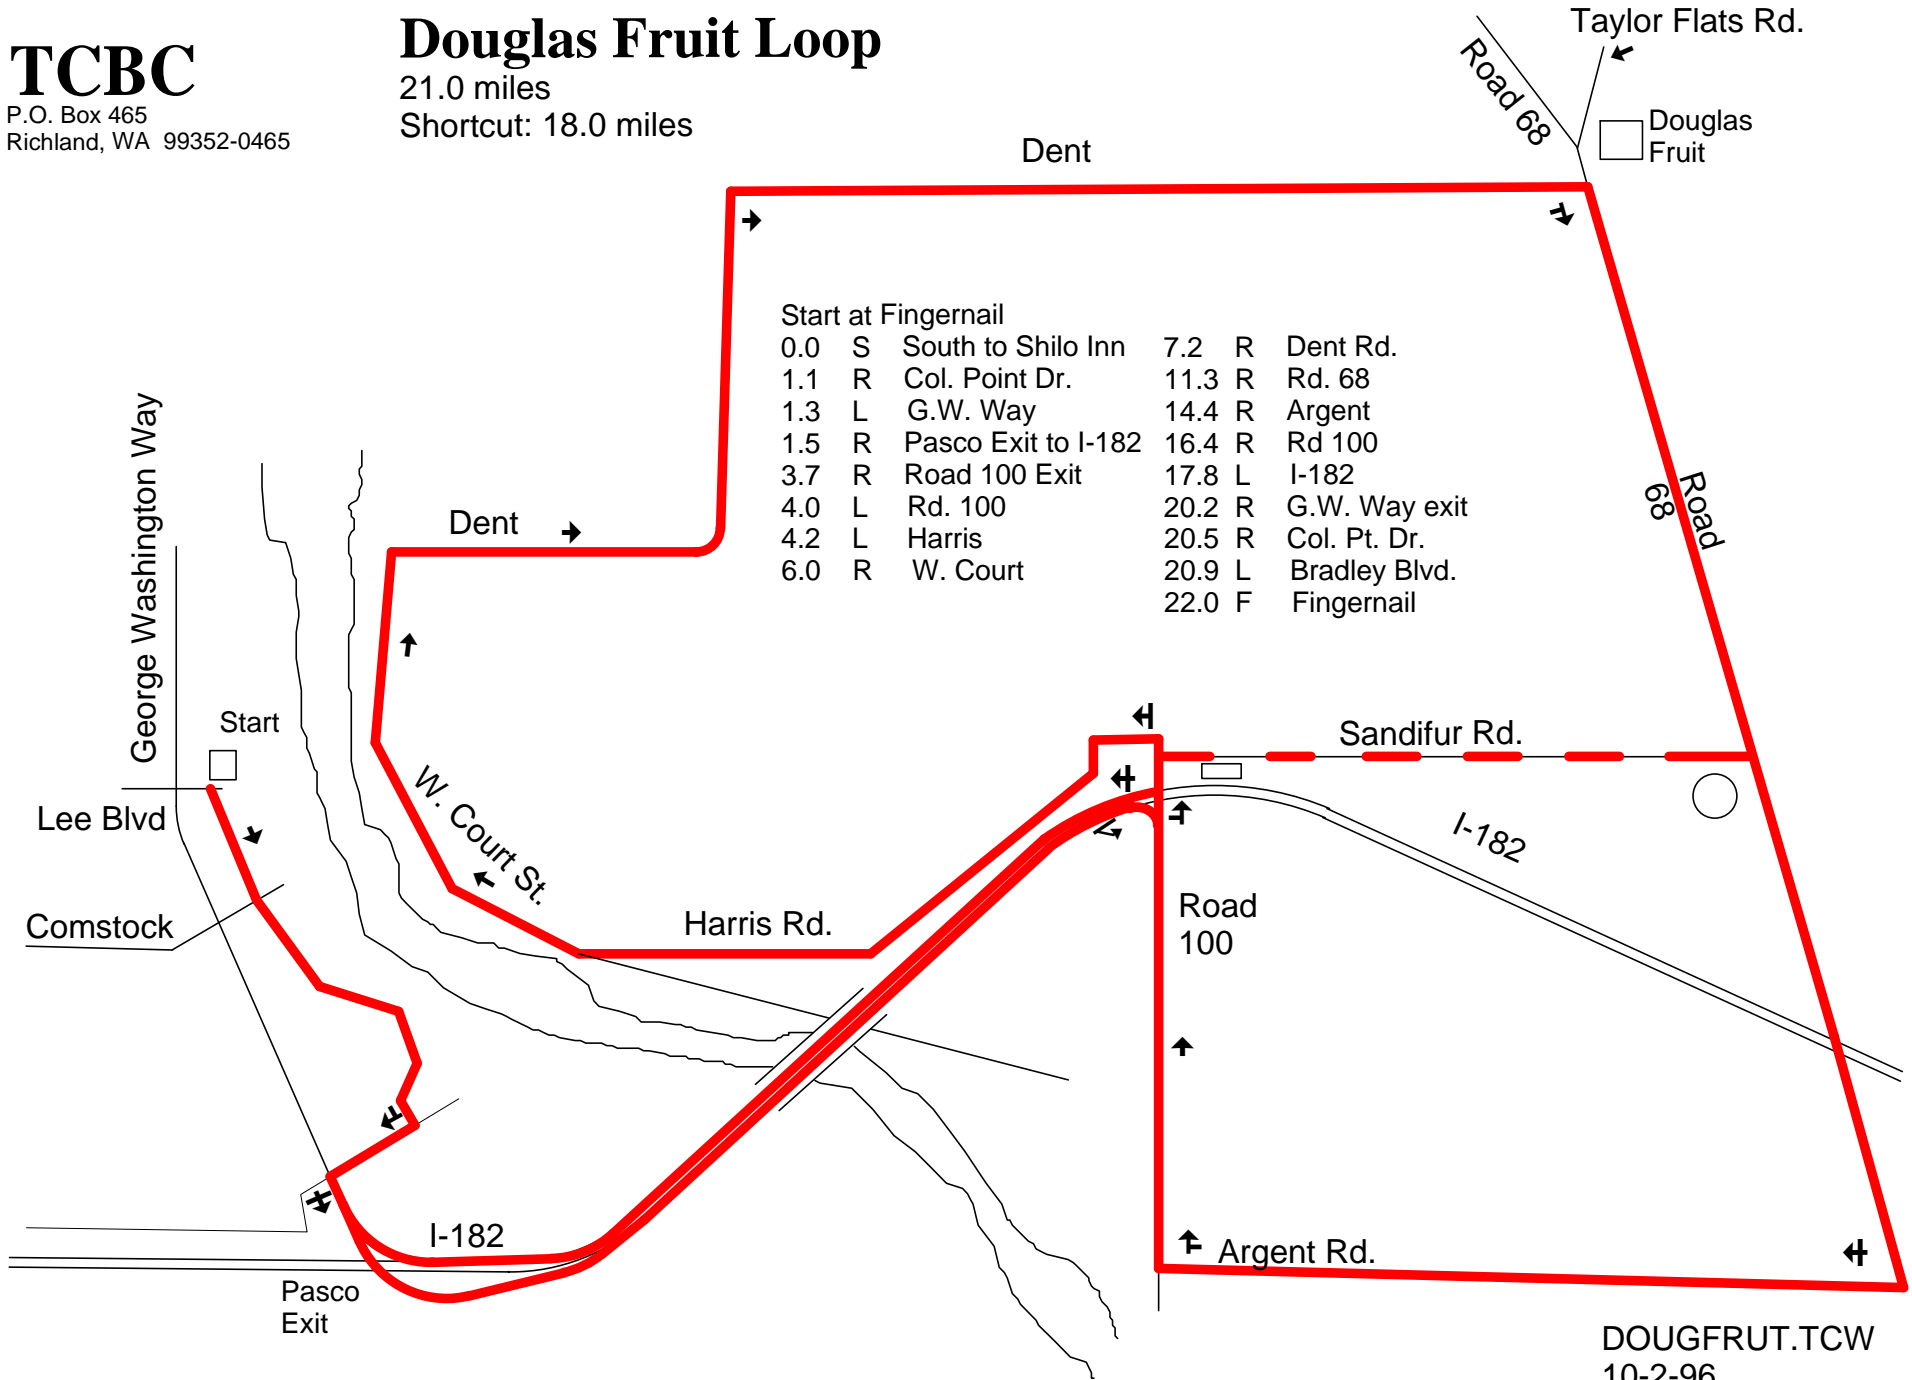 TCBC
P.O. Box 465
Richland, WA 99352-0465
Douglas Fruit Loop
21.0 miles
Shortcut: 18.0 miles
Taylor Flats Rd.
Road 68
Douglas
Fruit
Dent
Start at Fingernail
0.0 S South to Shilo Inn
1.1 R Col. Point Dr.
1.3 L G.W. Way
1.5 R Pasco Exit to I-182
3.7 R Road 100 Exit
4.0 L Rd. 100
4.2 L Harris
6.0 R W. Court
7.2 R Dent Rd.
11.3 R Rd. 68
14.4 R Argent
16.4 R Rd 100
17.8 L I-182
20.2 R G.W. Way exit
20.5 R Col. Pt. Dr.
20.9 L Bradley Blvd.
22.0 F Fingernail
George Washington Way
Dent
Road
68
Start
Sandifur Rd.
Lee Blvd
W. Court St.
I-182
Comstock
Harris Rd.
Road
100
I-182
Argent Rd.
Pasco
Exit
DOUGFRUT.TCW
10-2-96